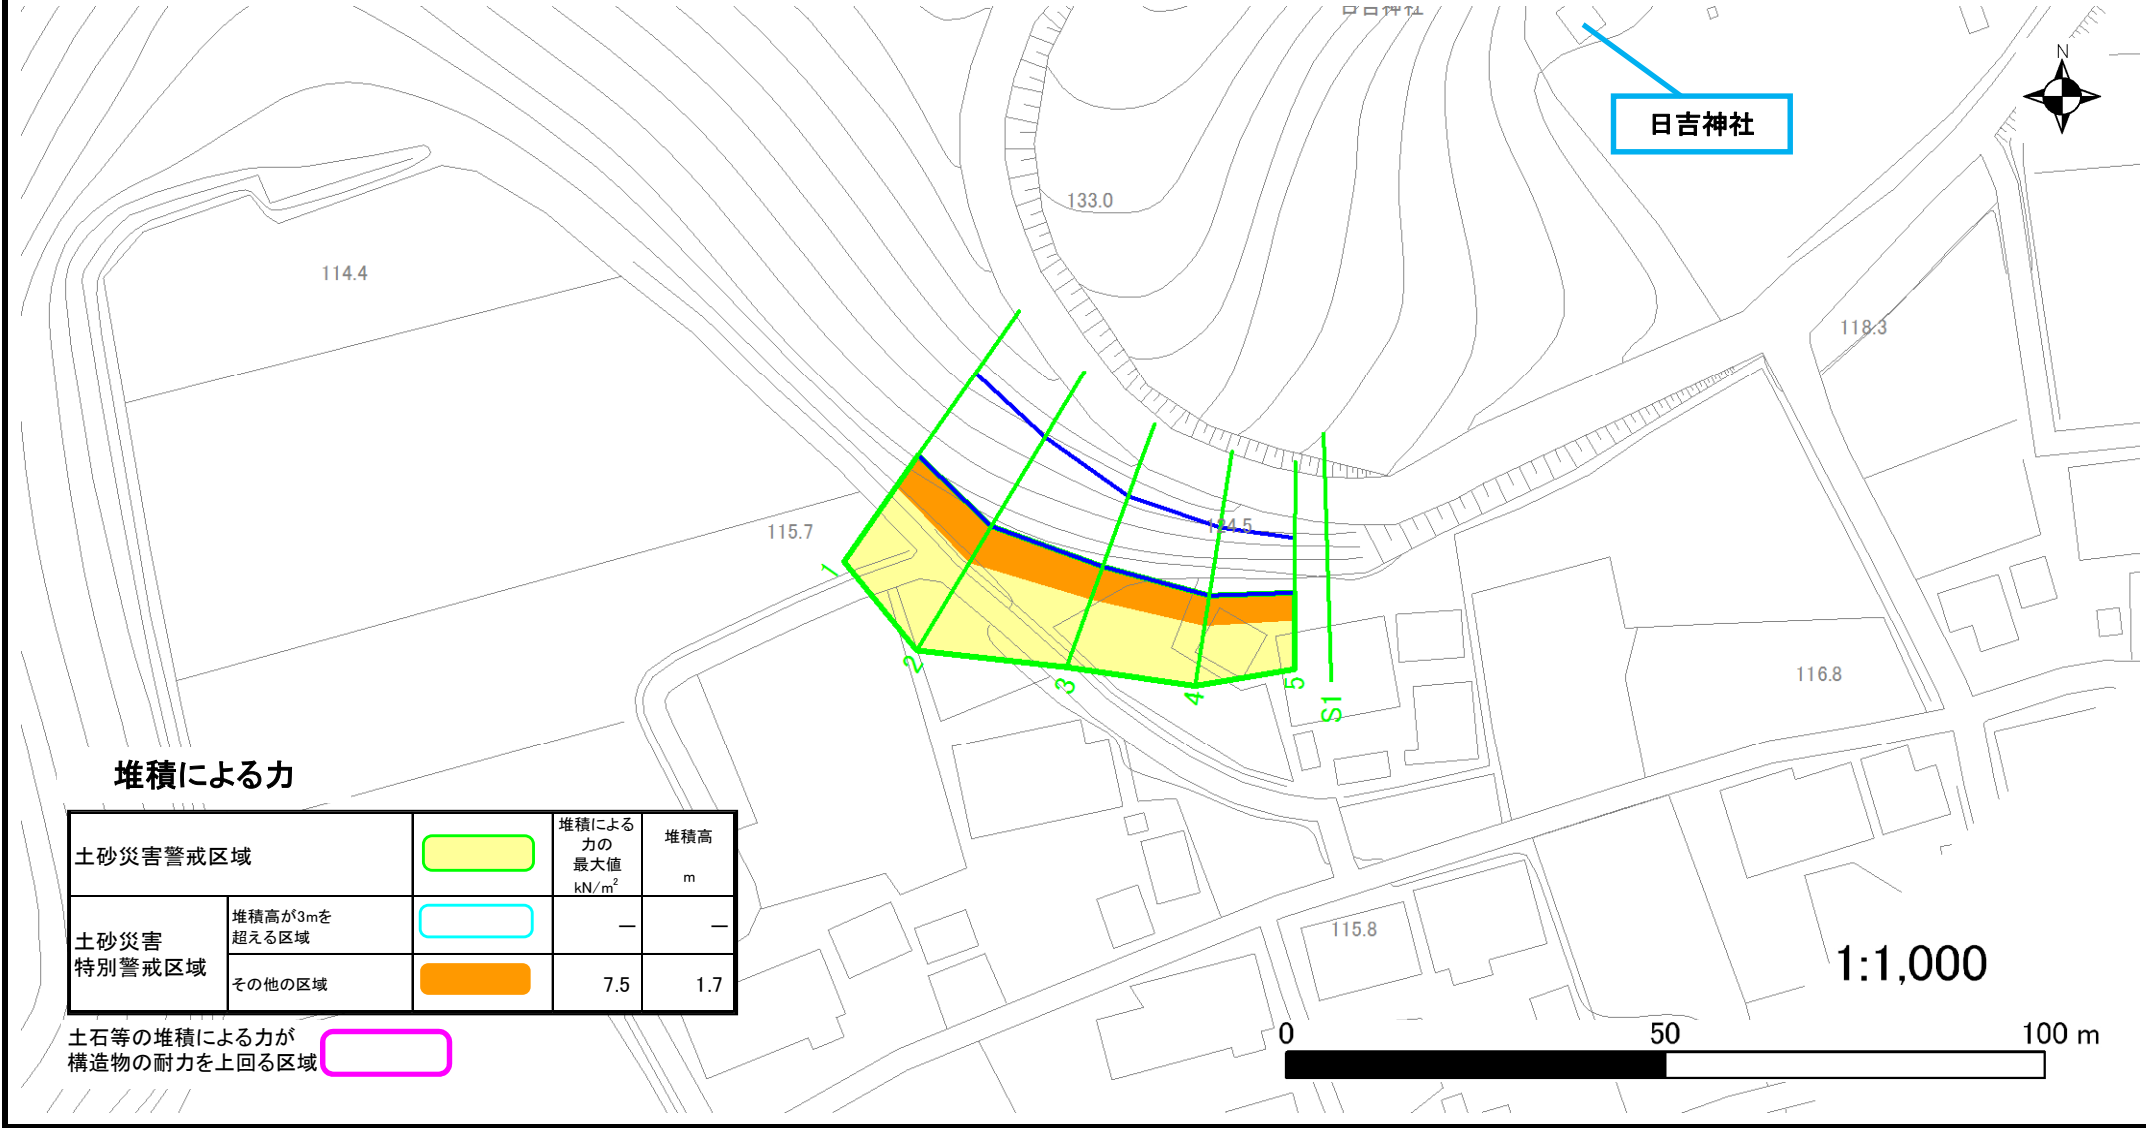 日吉神社
N
日吉神社
133.0
114.4
118.3
115.7
124.5
1
2
3
4
5
S1
116.8
115.8
堆積による力
土砂災害警戒区域
堆積による
力の
最大値
kN/m²
堆積高
m
土砂災害
特別警戒区域
堆積高が3mを
超える区域
―
―
その他の区域
7.5
1.7
土石等の堆積による力が
構造物の耐力を上回る区域
1:1,000
0
50
100 m